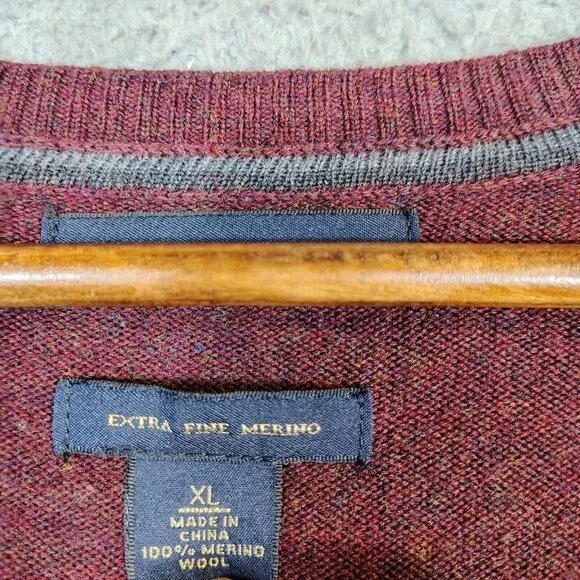 EXTRA FINE MERINO
XL
MADE IN
CHINA
100% MERINO
WOOL